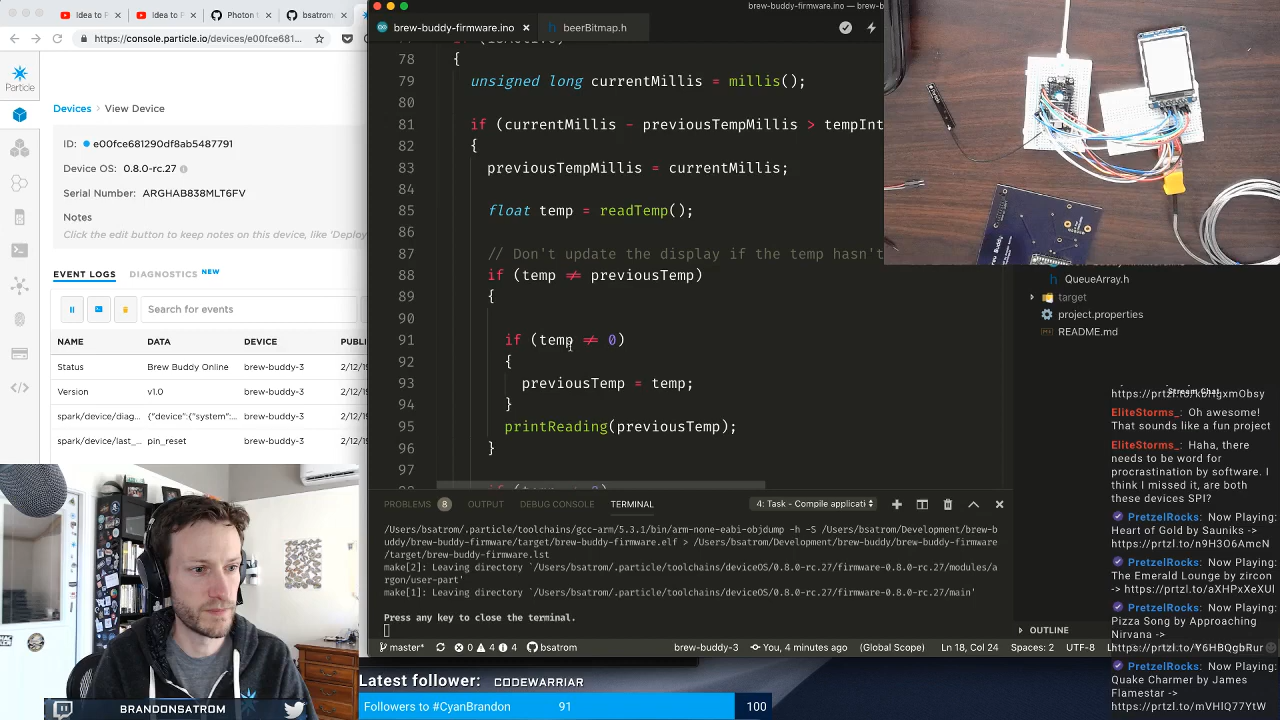 Idea to P
Idea to P
Photon
bsatrom
https://console.particle.io/devices/e00fce681...
Particle
Devices > View Device
ID: e00fce681290df8ab5487791
Device OS: 0.8.0-rc.27
Serial Number: ARGHAB838MLT6FV
Notes
Click the edit button to keep notes on this device, like 'Deploy
EVENT LOGS
DIAGNOSTICS NEW
Search for events
NAME DATA DEVICE PUBL
Status Brew Buddy Online brew-buddy-3 2/12/19
Version v1.0 brew-buddy-3 2/12/19
spark/device/diag... {"device":{"system":... brew-buddy-3 2/12/19
spark/device/last_... pin_reset brew-buddy-3 2/12/19
brew-buddy-firmware.ino — brew-b
brew-buddy-firmware.ino
beerBitmap.h
78 {
79 unsigned long currentMillis = millis();
80
81 if (currentMillis - previousTempMillis > tempInt
82 {
83 previousTempMillis = currentMillis;
84
85 float temp = readTemp();
86
87 // Don't update the display if the temp hasn't
88 if (temp ≠ previousTemp)
89 {
90
91 if (temp ≠ 0)
92 {
93 previousTemp = temp;
94 }
95 printReading(previousTemp);
96 }
97
QueueArray.h
target
project.properties
README.md
PROBLEMS 8 OUTPUT DEBUG CONSOLE TERMINAL
4: Task - Compile applicati
/Users/bsatrom/.particle/toolchains/gcc-arm/5.3.1/bin/arm-none-eabi-objdump -h -S /Users/bsatrom/Development/brew-b
uddy/brew-buddy-firmware/target/brew-buddy-firmware.elf > /Users/bsatrom/Development/brew-buddy/brew-buddy-firmware
/target/brew-buddy-firmware.lst
make[2]: Leaving directory `/Users/bsatrom/.particle/toolchains/deviceOS/0.8.0-rc.27/firmware-0.8.0-rc.27/modules/a
rgon/user-part'
make[1]: Leaving directory `/Users/bsatrom/.particle/toolchains/deviceOS/0.8.0-rc.27/firmware-0.8.0-rc.27/main'
Press any key to close the terminal.
OUTLINE
master* 0 4 4 bsatrom brew-buddy-3 You, 4 minutes ago (Global Scope) Ln 18, Col 24 Spaces: 2 UTF-8
Stream Chat
EliteStorms_: Oh awesome!
That sounds like a fun project
EliteStorms_: Haha, there
needs to be word for
procrastination by software. I
think I missed it, are both
these devices SPI?
PretzelRocks: Now Playing:
Heart of Gold by Sauniks ->
https://prtzl.to/n9H3O6AmcN
PretzelRocks: Now Playing:
The Emerald Lounge by zircon
-> https://prtzl.to/aXHPxXeXUl
PretzelRocks: Now Playing:
Pizza Song by Approaching
Nirvana ->
https://prtzl.to/Y6HBQgbRur
PretzelRocks: Now Playing:
Quake Charmer by James
Flamestar ->
https://prtzl.to/mVHlQ77YtW
BRANDONSATROM
Latest follower: CODEWARRIAR
Followers to #CyanBrandon 91 100